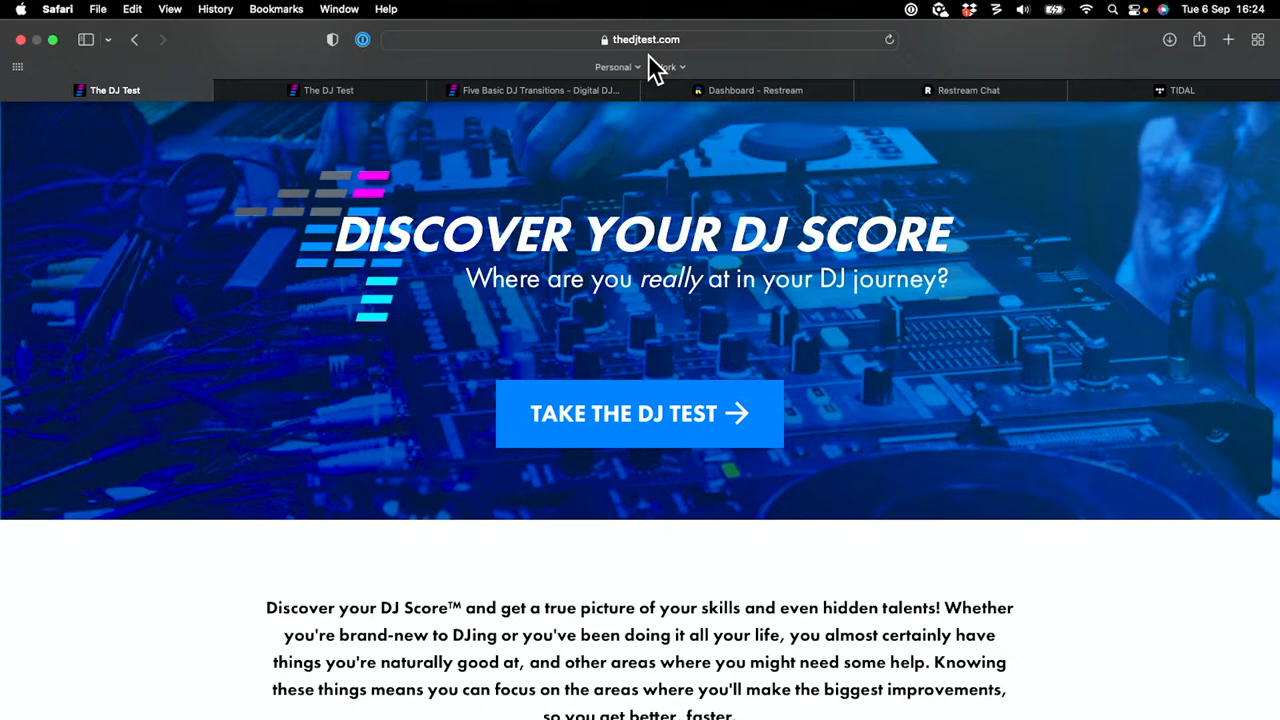 Safari File Edit View History Bookmarks Window Help Tue 6 Sep 16:24
thedjtest.com
Personal
The DJ Test The DJ Test Five Basic DJ Transitions - Digital DJ... Dashboard - Restream Restream Chat TIDAL
DISCOVER YOUR DJ SCORE
Where are you really at in your DJ journey?
TAKE THE DJ TEST →
Discover your DJ Score™ and get a true picture of your skills and even hidden talents! Whether
you're brand-new to DJing or you've been doing it all your life, you almost certainly have
things you're naturally good at, and other areas where you might need some help. Knowing
these things means you can focus on the areas where you'll make the biggest improvements,
so you get better, faster.